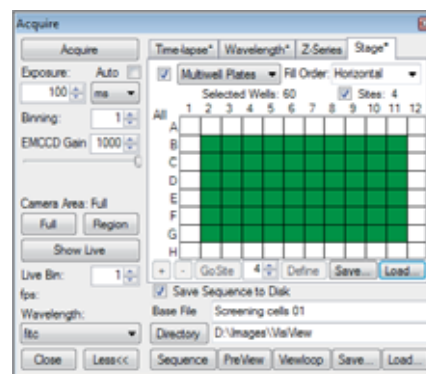 Acquire
Acquire
Exposure: Auto
100 ms
Binning: 1
EMCCD Gain 1000
Camera Area: Full
Full Region
Show Live
Live Bin: 1
fps:
Wavelength:
fitc
Close Less<<
Time-lapse* Wavelength* Z-Series Stage*
Multiwell Plates Fill Order: Horizontal
Selected Wells: 60 Sites: 4
All 1 2 3 4 5 6 7 8 9 10 11 12
A
B
C
D
E
F
G
H
+ - GoSite 4 Define Save... Load...
Save Sequence to Disk
Base File Screening cells 01
Directory D:\Images\VisiView
Sequence PreView Viewloop Save... Load...